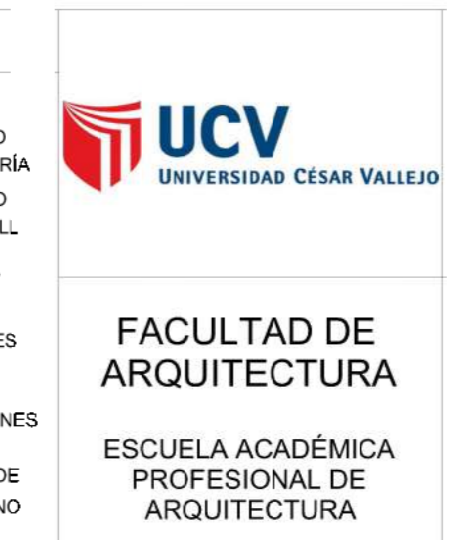 UCV
UNIVERSIDAD CÉSAR VALLEJO
FACULTAD DE
ARQUITECTURA
ESCUELA ACADÉMICA
PROFESIONAL DE
ARQUITECTURA